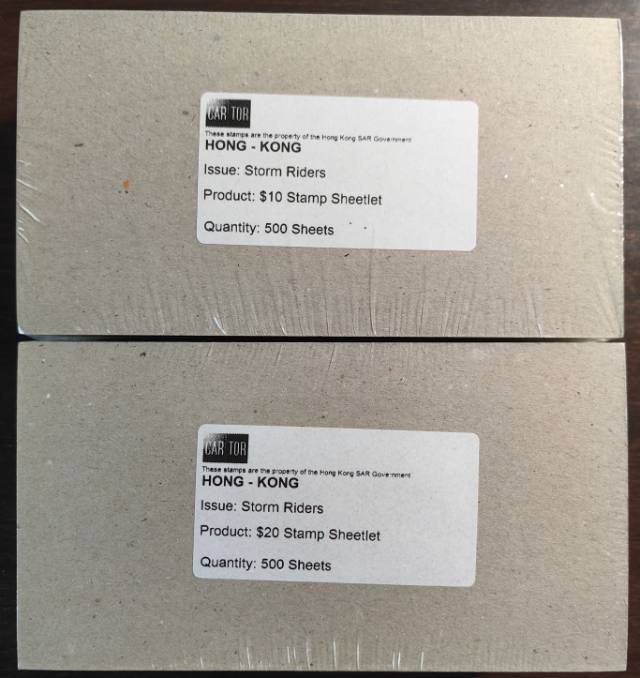 CAR TOR
These stamps are the property of the Hong Kong SAR Government
HONG - KONG
Issue: Storm Riders
Product: $10 Stamp Sheetlet
Quantity: 500 Sheets
CAR TOR
These stamps are the property of the Hong Kong SAR Government
HONG - KONG
Issue: Storm Riders
Product: $20 Stamp Sheetlet
Quantity: 500 Sheets